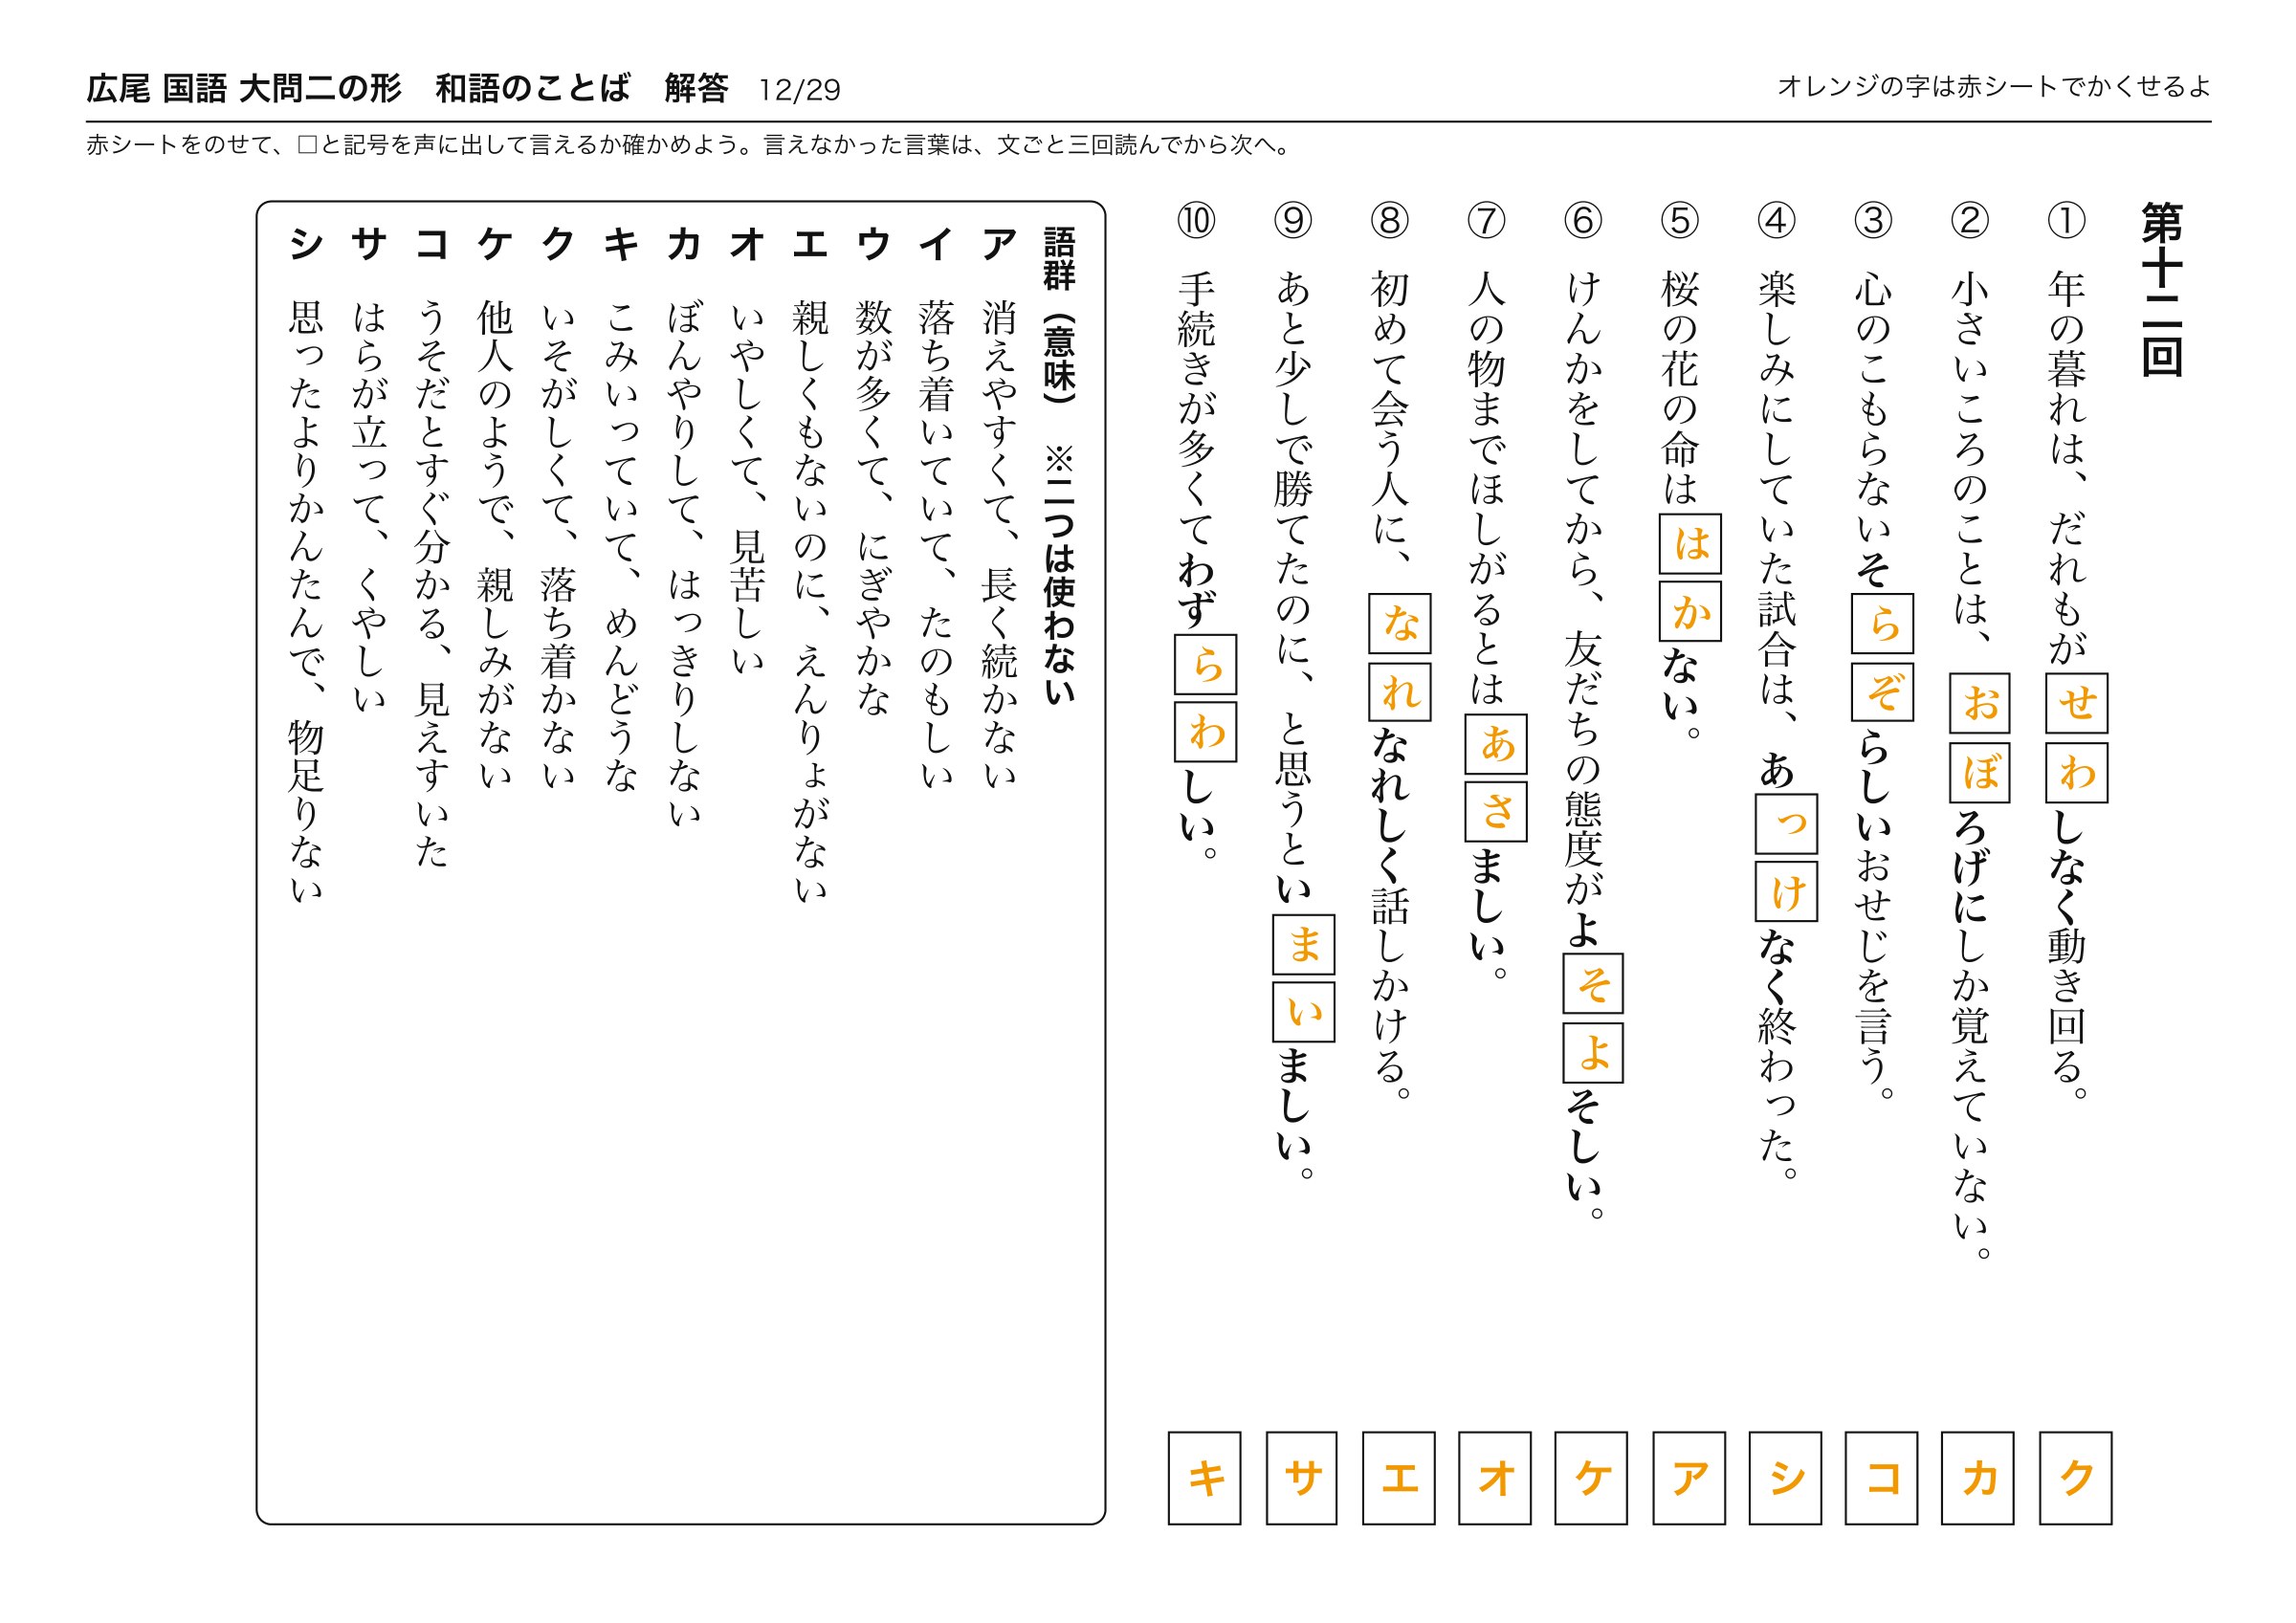 広尾 国語 大問二の形　和語のことば　解答　12/29
オレンジの字は赤シートでかくせるよ
赤シートをのせて、□と記号を声に出して言えるか確かめよう。言えなかった言葉は、文ごと三回読んでから次へ。
第十二回
① 年の暮れは、だれもがせわしなく動き回る。 ク
② 小さいころのことは、おぼろげにしか覚えていない。 カ
③ 心のこもらないそらぞらしいおせじを言う。 コ
④ 楽しみにしていた試合は、あっけなく終わった。 シ
⑤ 桜の花の命ははかない。 ア
⑥ けんかをしてから、友だちの態度がよそよそしい。 ケ
⑦ 人の物までほしがるとはあさましい。 オ
⑧ 初めて会う人に、なれなれしく話しかける。 エ
⑨ あと少しで勝てたのに、と思うといまいましい。 サ
⑩ 手続きが多くてわずらわしい。 キ
語群（意味）　※二つは使わない
ア　消えやすくて、長く続かない
イ　落ち着いていて、たのもしい
ウ　数が多くて、にぎやかな
エ　親しくもないのに、えんりょがない
オ　いやしくて、見苦しい
カ　ぼんやりして、はっきりしない
キ　こみいっていて、めんどうな
ク　いそがしくて、落ち着かない
ケ　他人のようで、親しみがない
コ　うそだとすぐ分かる、見えすいた
サ　はらが立って、くやしい
シ　思ったよりかんたんで、物足りない